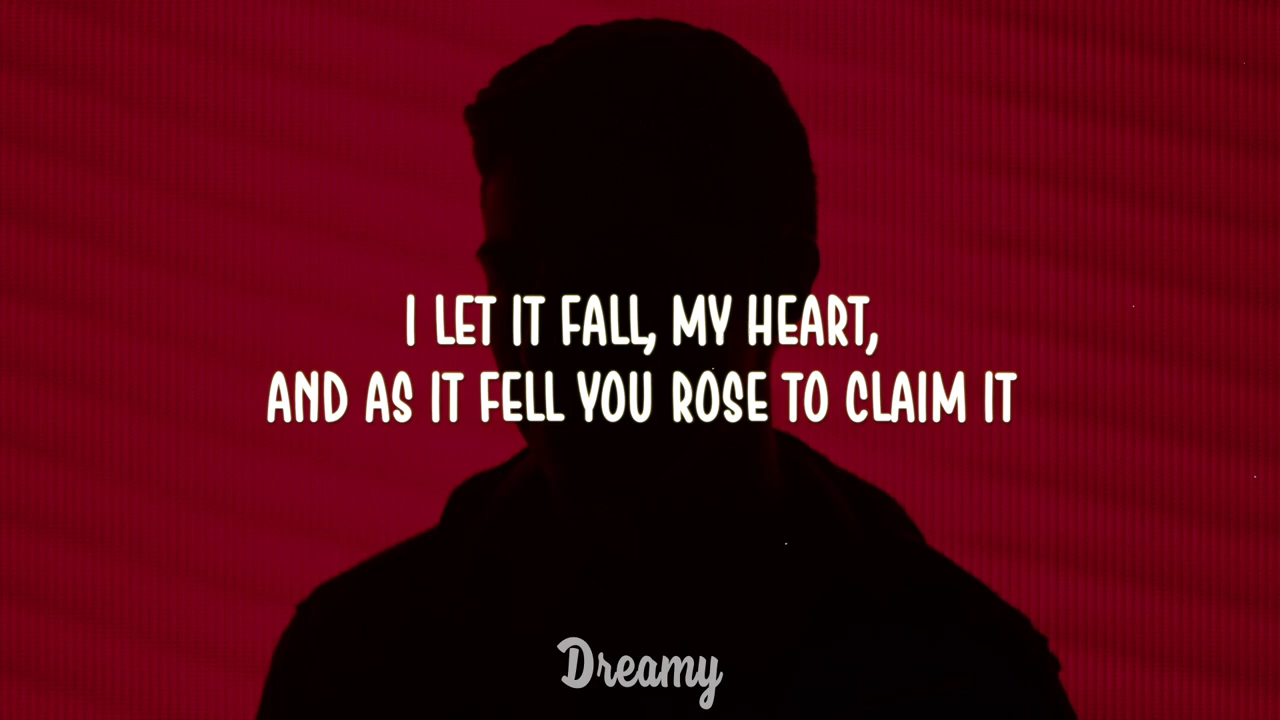 I LET IT FALL, MY HEART,
AND AS IT FELL YOU ROSE TO CLAIM IT
Dreamy